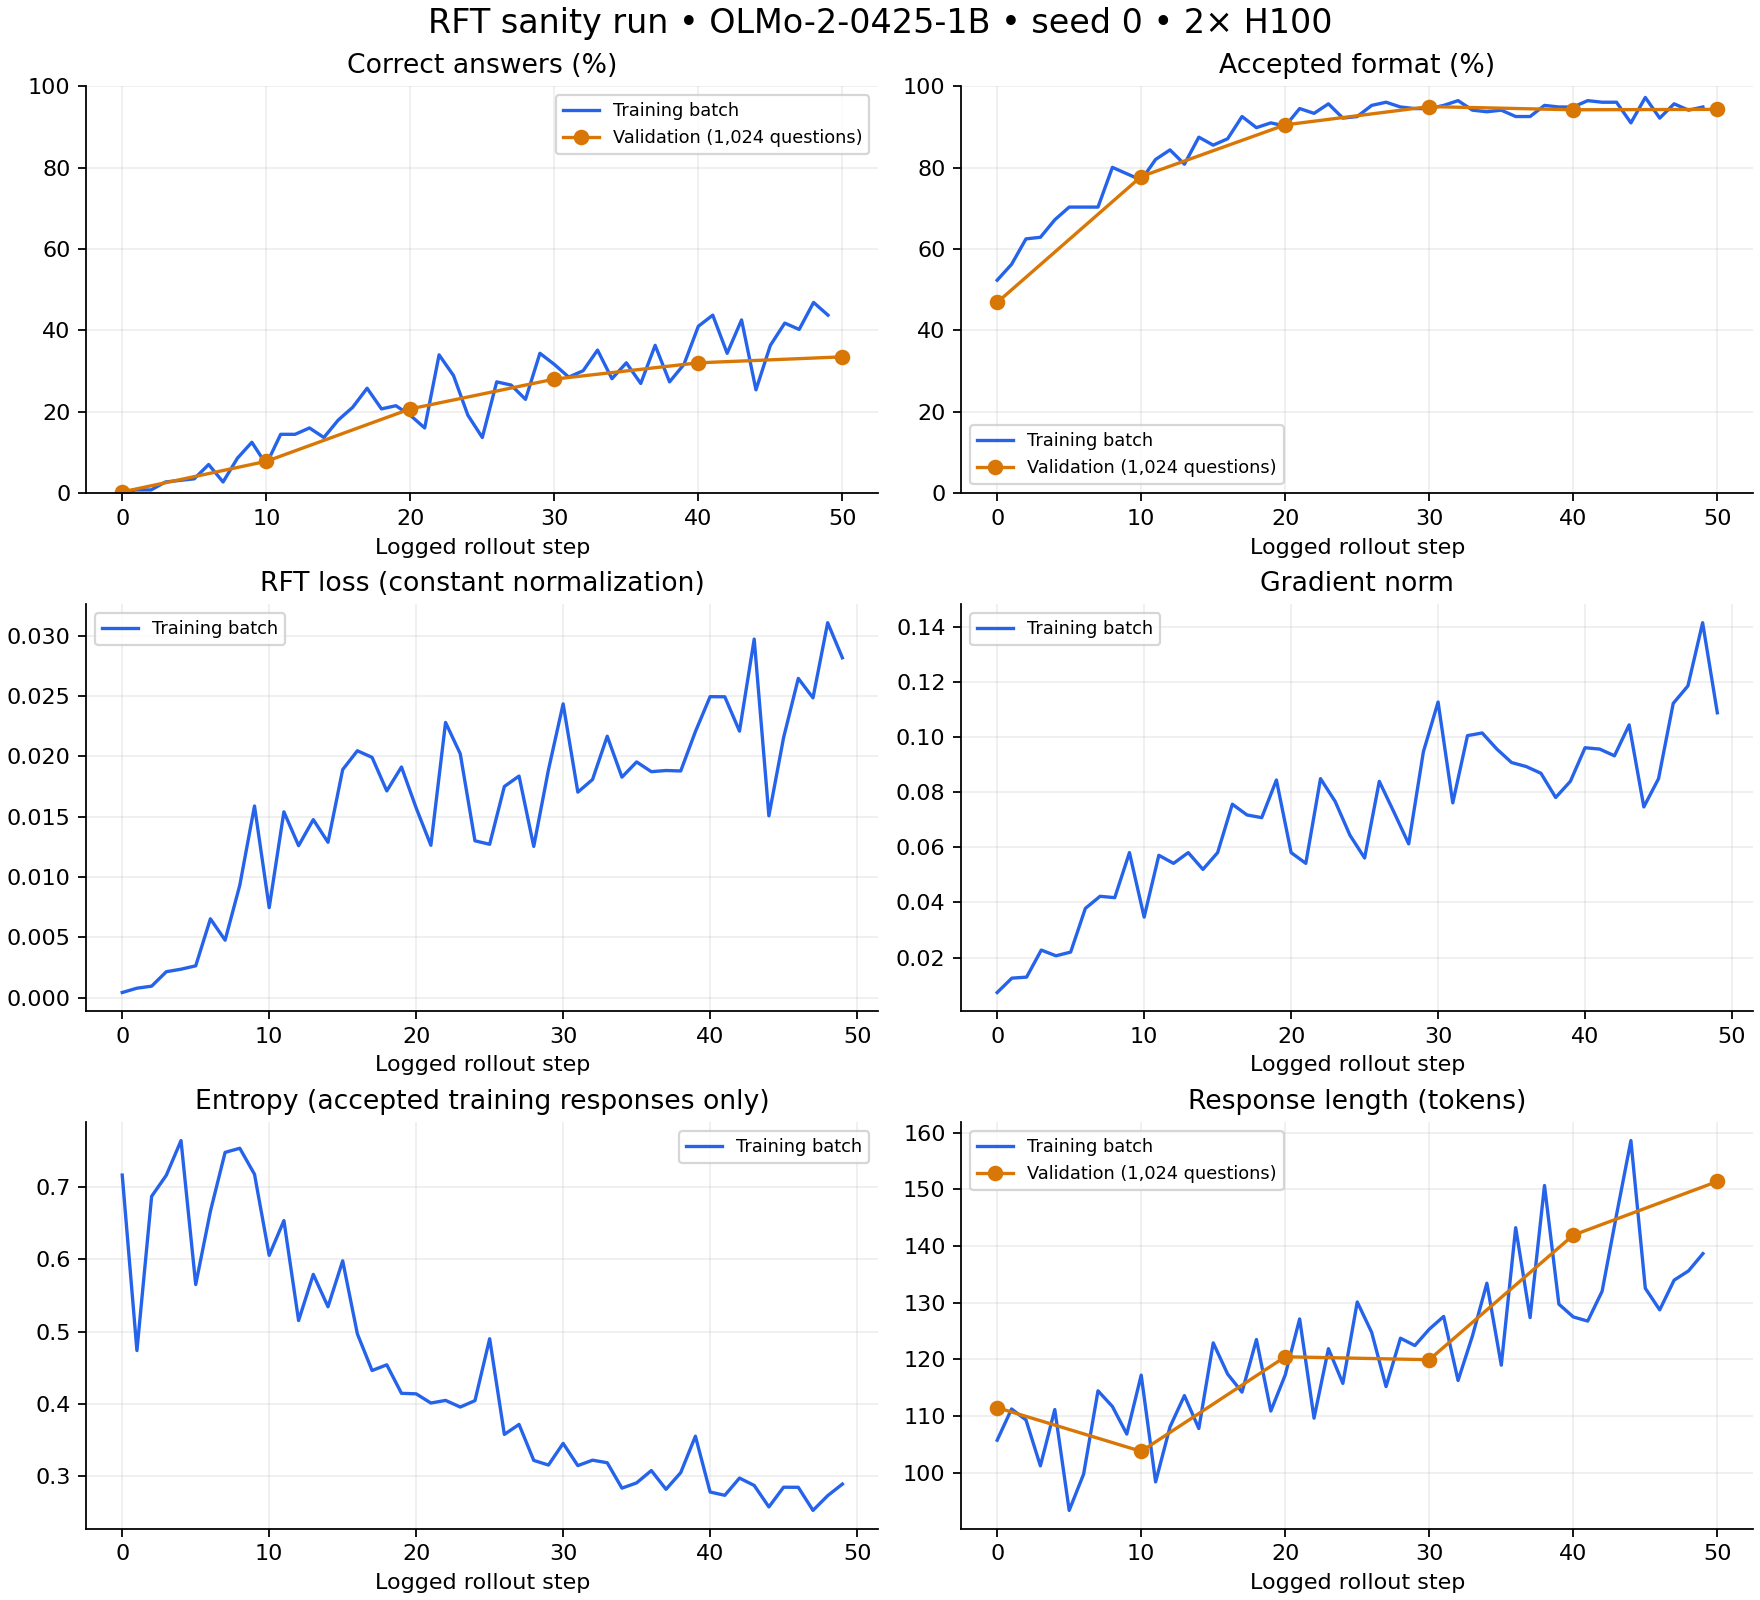 RFT sanity run • OLMo-2-0425-1B • seed 0 • 2× H100
Correct answers (%)
100
80
60
40
20
0
0 10 20 30 40 50
Logged rollout step
Training batch
Validation (1,024 questions)
Accepted format (%)
100
80
60
40
20
0
0 10 20 30 40 50
Logged rollout step
Training batch
Validation (1,024 questions)
RFT loss (constant normalization)
Training batch
0.030
0.025
0.020
0.015
0.010
0.005
0.000
0 10 20 30 40 50
Logged rollout step
Gradient norm
Training batch
0.14
0.12
0.10
0.08
0.06
0.04
0.02
0 10 20 30 40 50
Logged rollout step
Entropy (accepted training responses only)
Training batch
0.7
0.6
0.5
0.4
0.3
0 10 20 30 40 50
Logged rollout step
Response length (tokens)
Training batch
Validation (1,024 questions)
160
150
140
130
120
110
100
0 10 20 30 40 50
Logged rollout step